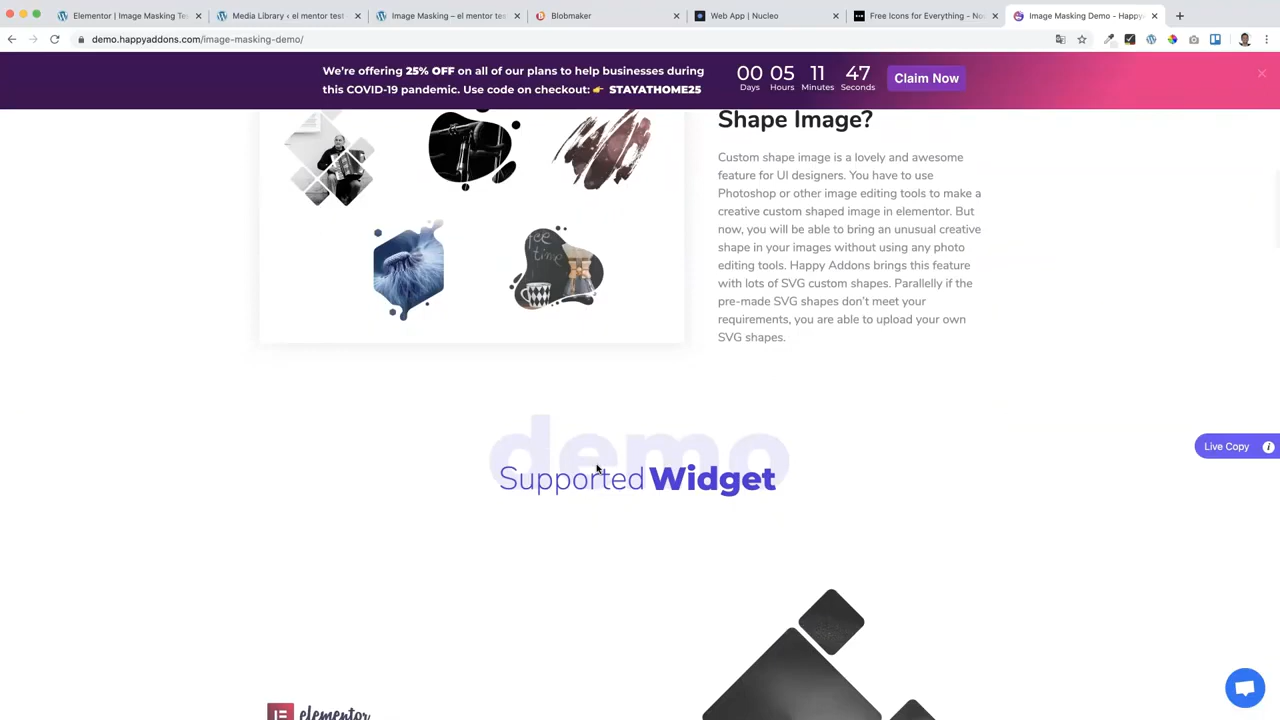 Elementor | Image Masking Te
Media Library ‹ el mentor test
Image Masking – el mentor tes
Blobmaker
Web App | Nucleo
Free Icons for Everything - No
Image Masking Demo - Happy
demo.happyaddons.com/image-masking-demo/
We're offering 25% OFF on all of our plans to help businesses during
this COVID-19 pandemic. Use code on checkout: 👉 STAYATHOME25
00 05 11 47
Days Hours Minutes Seconds
Claim Now
Shape Image?
Custom shape image is a lovely and awesome
feature for UI designers. You have to use
Photoshop or other image editing tools to make a
creative custom shaped image in elementor. But
now, you will be able to bring an unusual creative
shape in your images without using any photo
editing tools. Happy Addons brings this feature
with lots of SVG custom shapes. Parallelly if the
pre-made SVG shapes don't meet your
requirements, you are able to upload your own
SVG shapes.
demo
Supported Widget
Live Copy
elementor